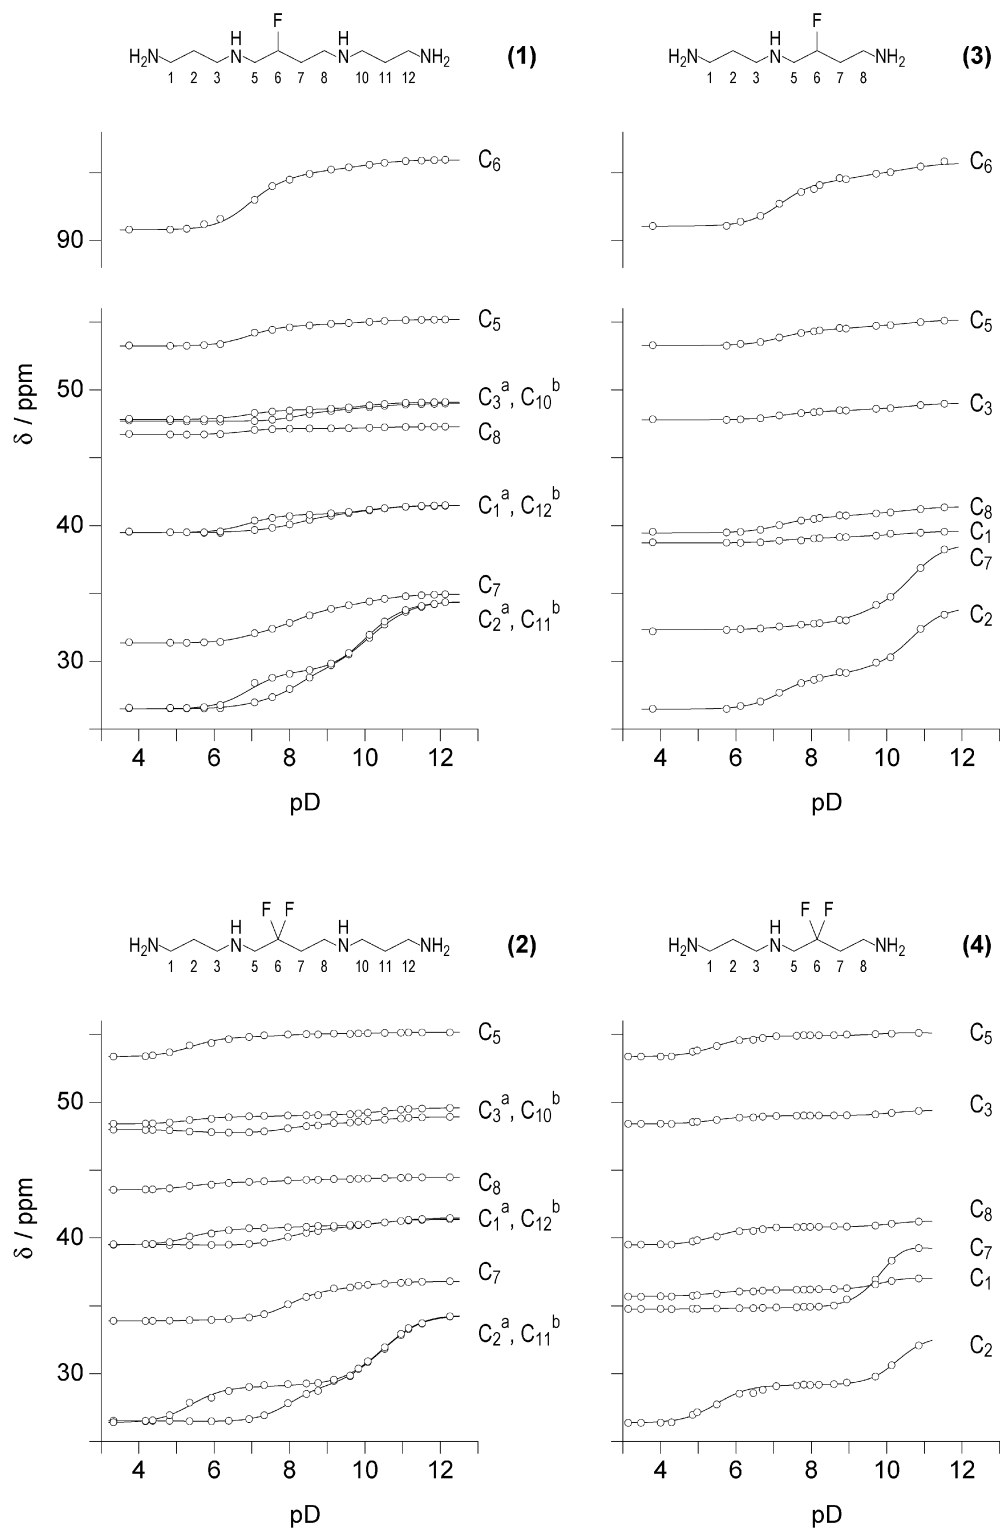 F
H H
H₂N N N NH₂ (1)
1 2 3 5 6 7 8 10 11 12
F
H
H₂N N NH₂ (3)
1 2 3 5 6 7 8
C₆
90
C₅
50
C₃ᵃ, C₁₀ᵇ
C₈
40
C₁ᵃ, C₁₂ᵇ
C₇
C₂ᵃ, C₁₁ᵇ
30
δ / ppm
4 6 8 10 12
pD
C₆
C₅
C₃
C₈
C₁
C₇
C₂
4 6 8 10 12
pD
F F
H H
H₂N N N NH₂ (2)
1 2 3 5 6 7 8 10 11 12
F F
H
H₂N N NH₂ (4)
1 2 3 5 6 7 8
C₅
50
C₃ᵃ, C₁₀ᵇ
C₈
40
C₁ᵃ, C₁₂ᵇ
C₇
C₂ᵃ, C₁₁ᵇ
30
δ / ppm
4 6 8 10 12
pD
C₅
C₃
C₈
C₇
C₁
C₂
4 6 8 10 12
pD